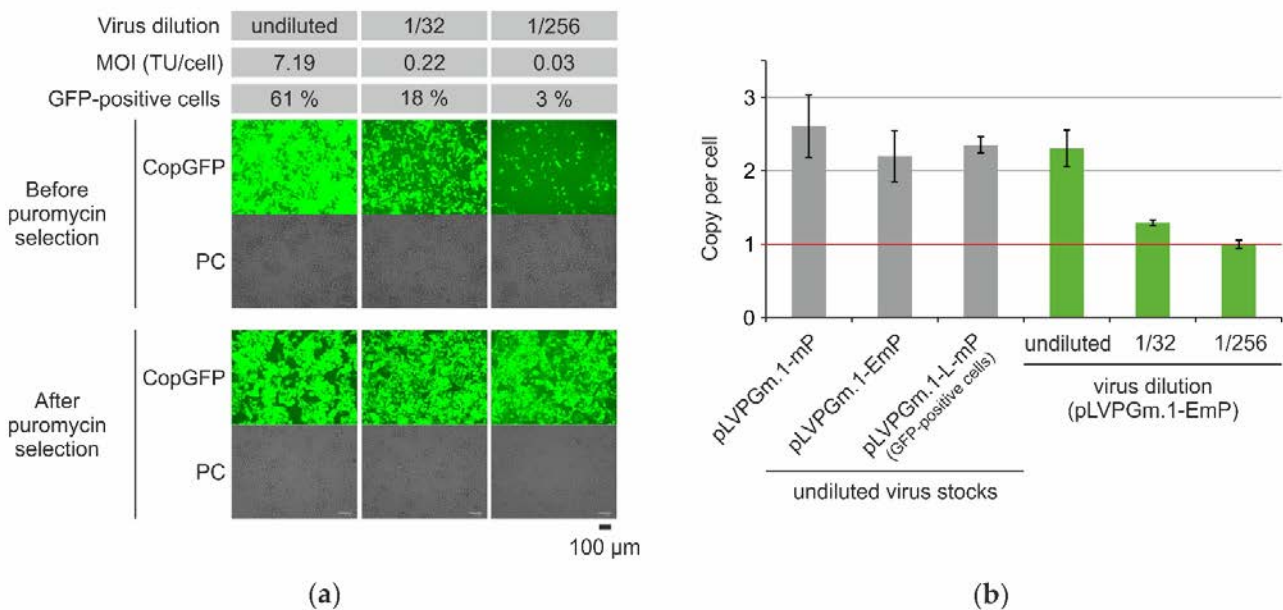 Virus dilution undiluted 1/32 1/256
MOI (TU/cell) 7.19 0.22 0.03
GFP-positive cells 61 % 18 % 3 %
Before
puromycin
selection
CopGFP
PC
After
puromycin
selection
CopGFP
PC
100 µm
(a)
Copy per cell
3
2
1
0
pLVPGm.1-mP
pLVPGm.1-EmP
pLVPGm.1-L-mP
(GFP-positive cells)
undiluted virus stocks
undiluted 1/32 1/256
virus dilution
(pLVPGm.1-EmP)
(b)